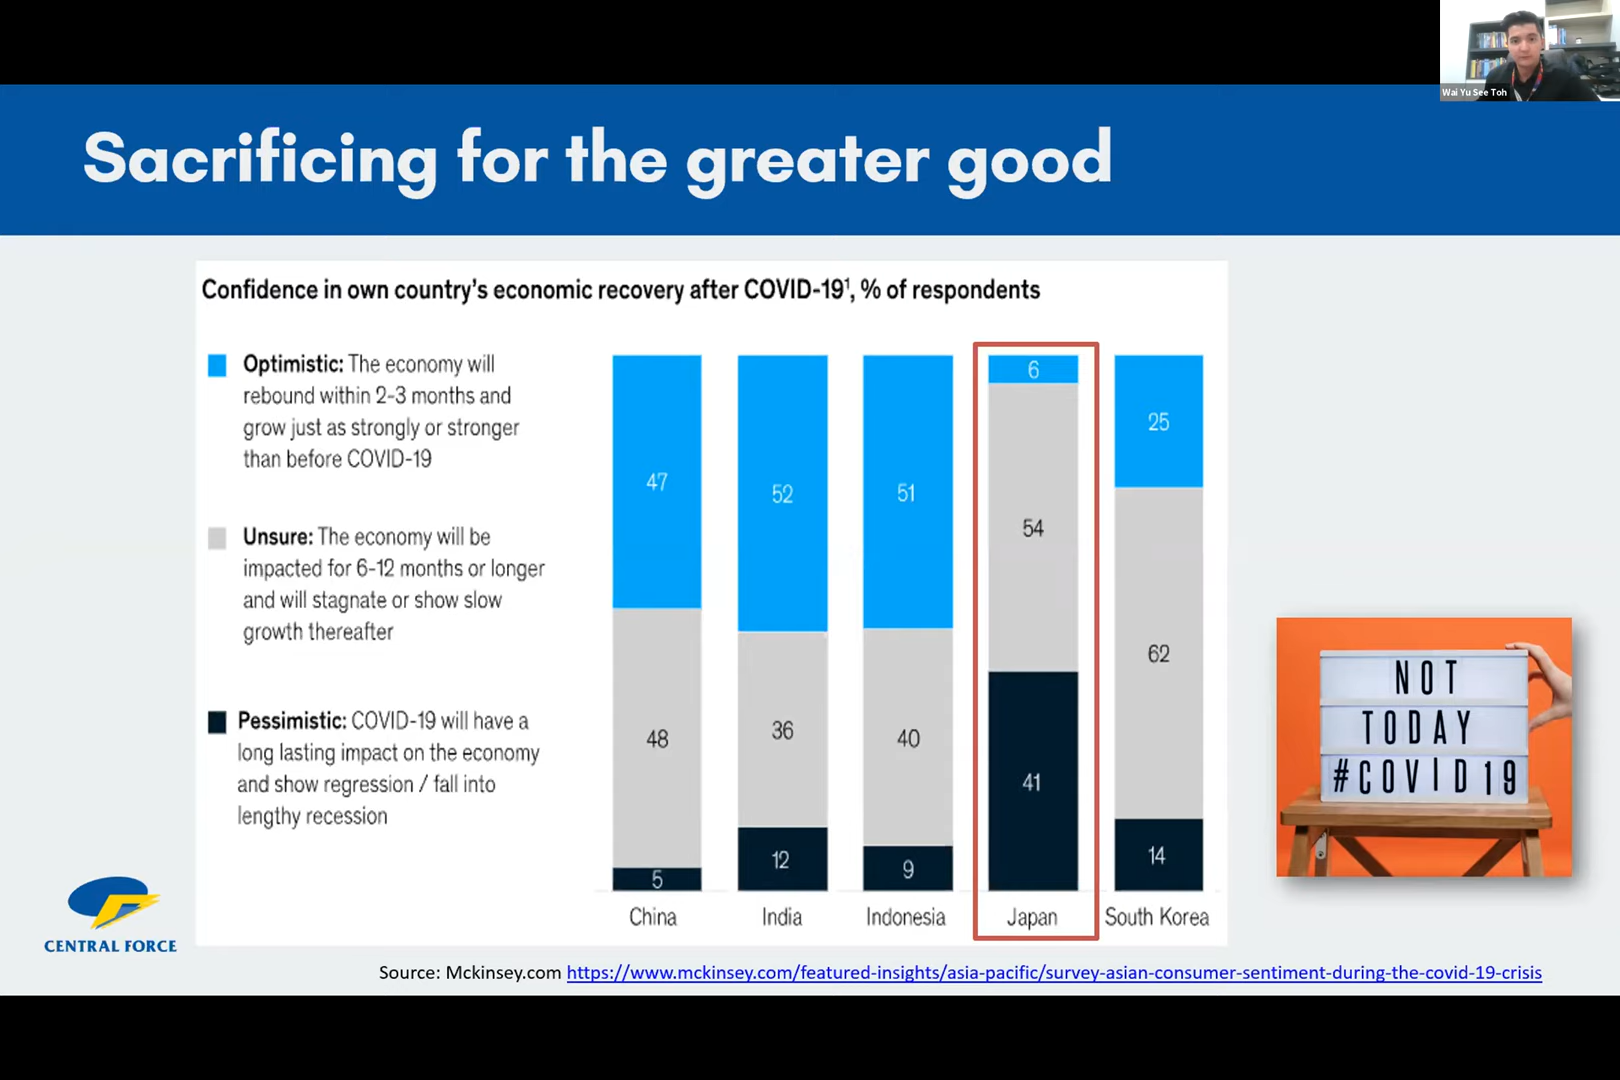 Wai Yu See Toh
Sacrificing for the greater good
Confidence in own country's economic recovery after COVID-19¹, % of respondents
Optimistic: The economy will
rebound within 2-3 months and
grow just as strongly or stronger
than before COVID-19
Unsure: The economy will be
impacted for 6-12 months or longer
and will stagnate or show slow
growth thereafter
Pessimistic: COVID-19 will have a
long lasting impact on the economy
and show regression / fall into
lengthy recession
47
48
5
China
52
36
12
India
51
40
9
Indonesia
6
54
41
Japan
25
62
14
South Korea
NOT
TODAY
#COVID19
CENTRAL FORCE
Source: Mckinsey.com https://www.mckinsey.com/featured-insights/asia-pacific/survey-asian-consumer-sentiment-during-the-covid-19-crisis